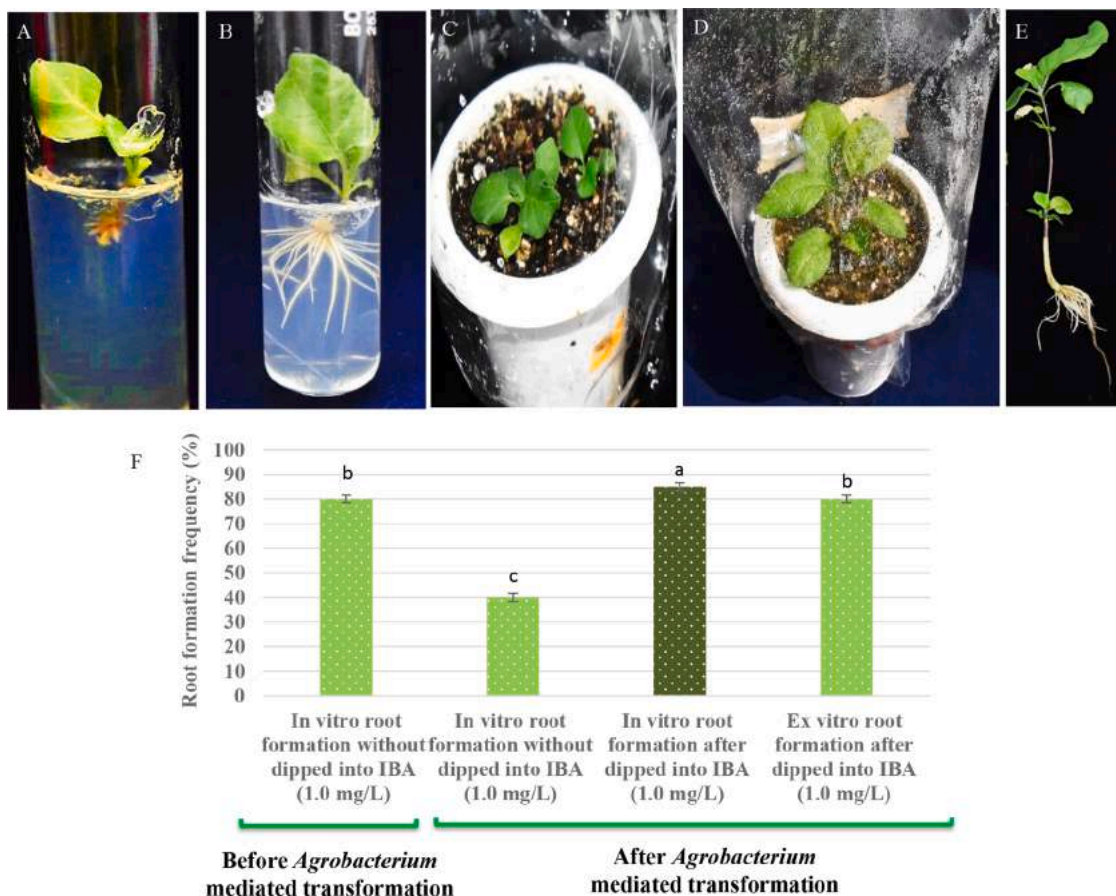 A
B
BO
C
D
E
F
Root formation frequency (%)
100
90
80
70
60
50
40
30
20
10
0
b
c
a
b
In vitro root
formation without
dipped into IBA
(1.0 mg/L)
In vitro root
formation without
dipped into IBA
(1.0 mg/L)
In vitro root
formation after
dipped into IBA
(1.0 mg/L)
Ex vitro root
formation after
dipped into IBA
(1.0 mg/L)
Before Agrobacterium
mediated transformation
After Agrobacterium
mediated transformation